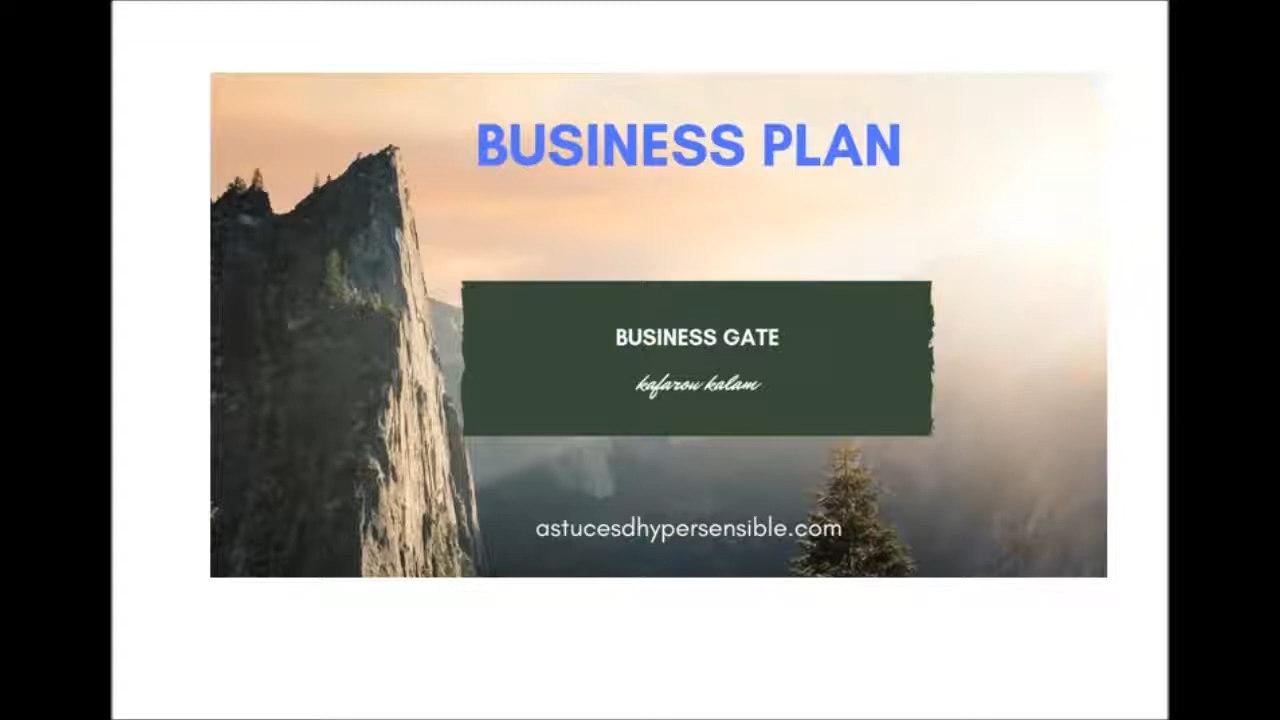 BUSINESS PLAN
BUSINESS GATE
kafarou kalam
astucesdhypersensible.com